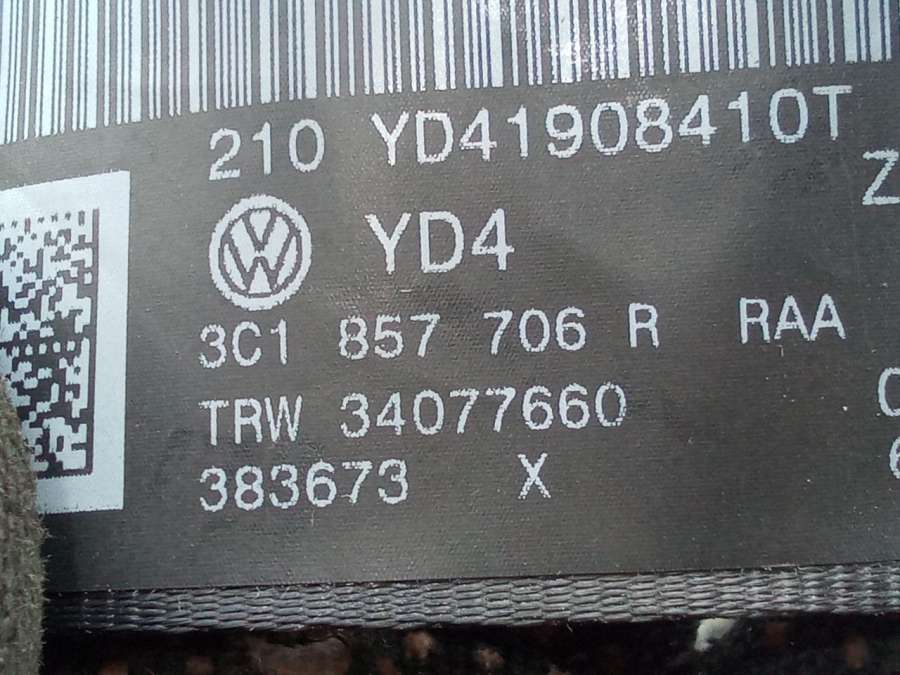 210 YD41908410T
Z
YD4
3C1 857 706 R RAA
TRW 34077660
383673 X